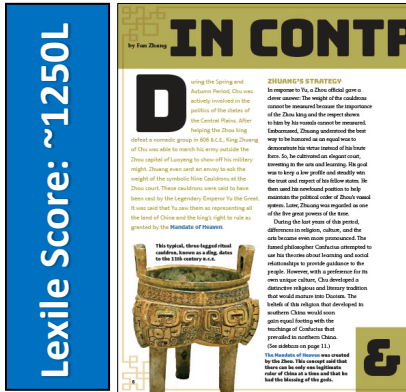 Lexile Score: ~1250L
by Fan Zhang
IN CONTR
During the Spring and
Autumn Period, Chu was
actively involved in the
politics of the states of
the Central Plains. After
helping the Zhou king
defeat a nomadic group in 606 B.C.E., King Zhuang
of Chu was able to march his army outside the
Zhou capital of Luoyang to show off his military
might. Zhuang even sent an envoy to ask the
weight of the symbolic Nine Cauldrons at the
Zhou court. These cauldrons were said to have
been cast by the Legendary Emperor Yu the Great.
It was said that Yu saw them as representing all
the land of China and the king's right to rule as
granted by the Mandate of Heaven.
This typical, three-legged ritual
cauldron, known as a ding, dates
to the 11th century B.C.E.
8
ZHUANG'S STRATEGY
In response to Yu, a Zhou official gave a
clever answer: The weight of the cauldrons
cannot be measured because the importance
of the Zhou king and the respect shown
to him by his vassals cannot be measured.
Embarrassed, Zhuang understood the best
way to be honored as an equal was to
demonstrate his virtue instead of his brute
force. So, he cultivated an elegant court,
investing in the arts and learning. His goal
was to keep a low profile and steadily win
the trust and respect of his fellow states. He
then used his newfound position to help
maintain the political order of Zhou's vassal
system. Later, Zhuang was regarded as one
of the five great powers of the time.
During the last years of this period,
differences in religion, culture, and the
arts became even more pronounced. The
famed philosopher Confucius attempted to
use his theories about learning and social
relationships to provide guidance to the
people. However, with a preference for its
own unique culture, Chu developed a
distinctive religious and literary tradition
that would mature into Daoism. The
beliefs of this religion that developed in
southern China would soon
gain equal footing with the
teachings of Confucius that
prevailed in northern China.
(See sidebars on page 11.)
The Mandate of Heaven was created
by the Zhou. This concept said that
there can be only one legitimate
ruler of China at a time and that he
had the blessing of the gods.
&